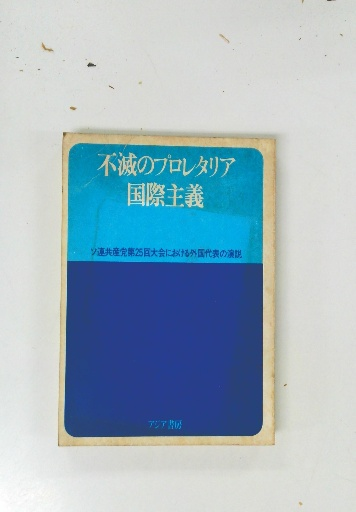 不滅のプロレタリア
国際主義
ソ連共産党第25回大会における外国代表の演説
アジア書房